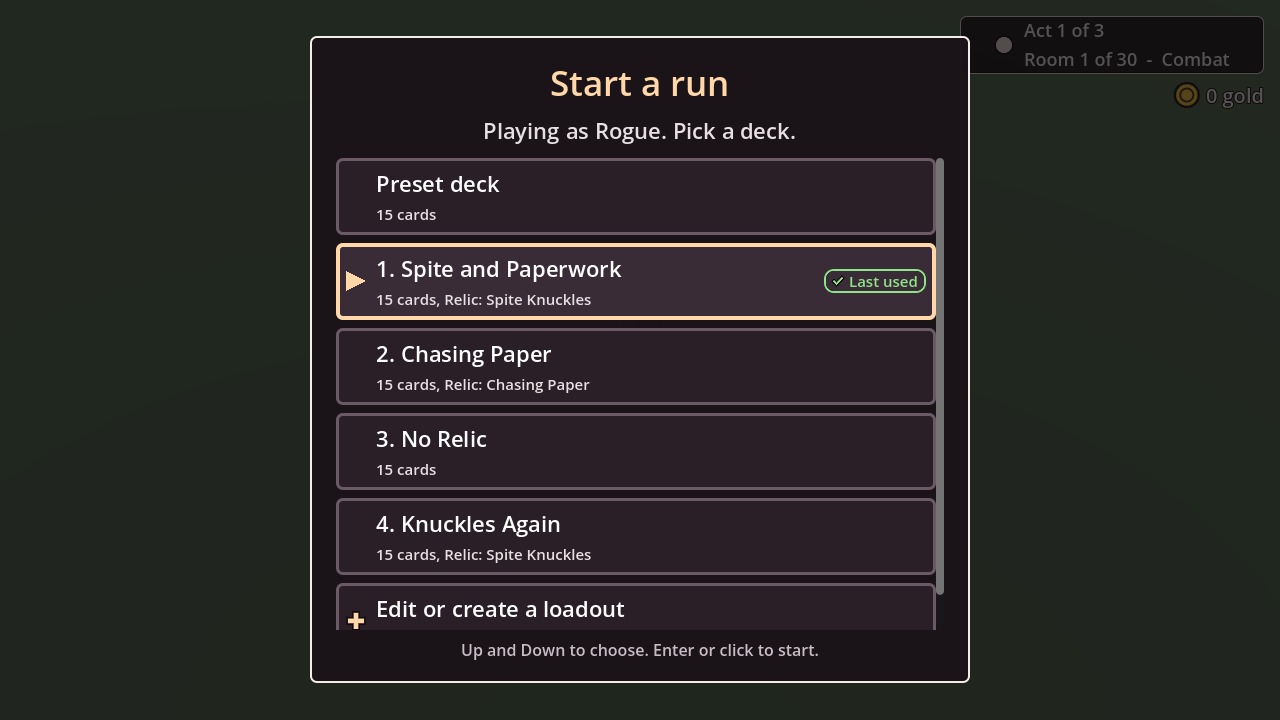 Act 1 of 3
Room 1 of 30 - Combat
0 gold
Start a run
Playing as Rogue. Pick a deck.
Preset deck
15 cards
1. Spite and Paperwork
15 cards, Relic: Spite Knuckles
Last used
2. Chasing Paper
15 cards, Relic: Chasing Paper
3. No Relic
15 cards
4. Knuckles Again
15 cards, Relic: Spite Knuckles
Edit or create a loadout
Up and Down to choose. Enter or click to start.